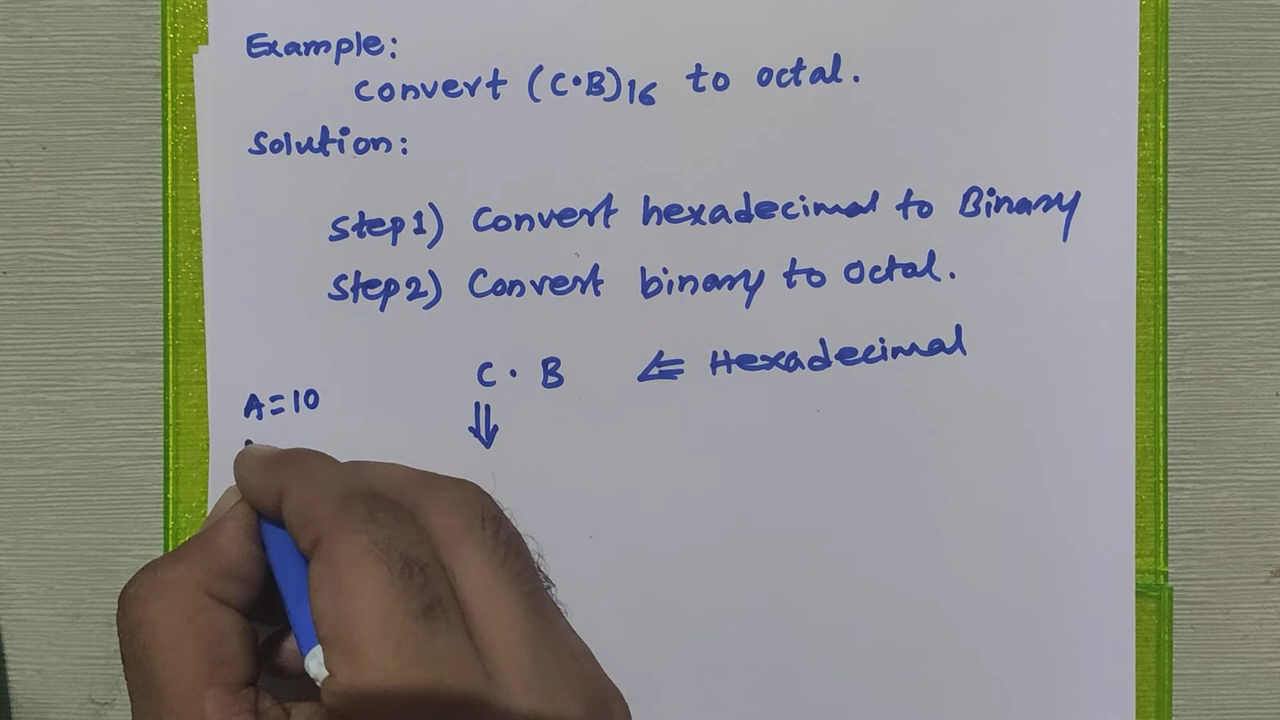 Example:
Convert (C·B)16 to octal.
Solution:
Step1) Convert hexadecimal to Binary
Step2) Convert binary to octal.
C · B ⇐ Hexadecimal
A=10
⇓